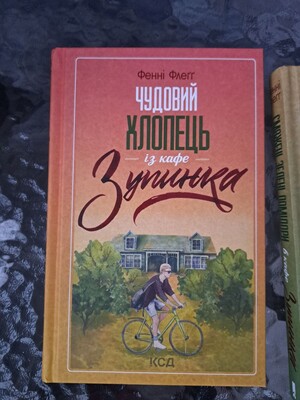 Фенні Флеґґ
ЧУДОВИЙ
ХЛОПЕЦЬ
із кафе
Зупинка
КСД